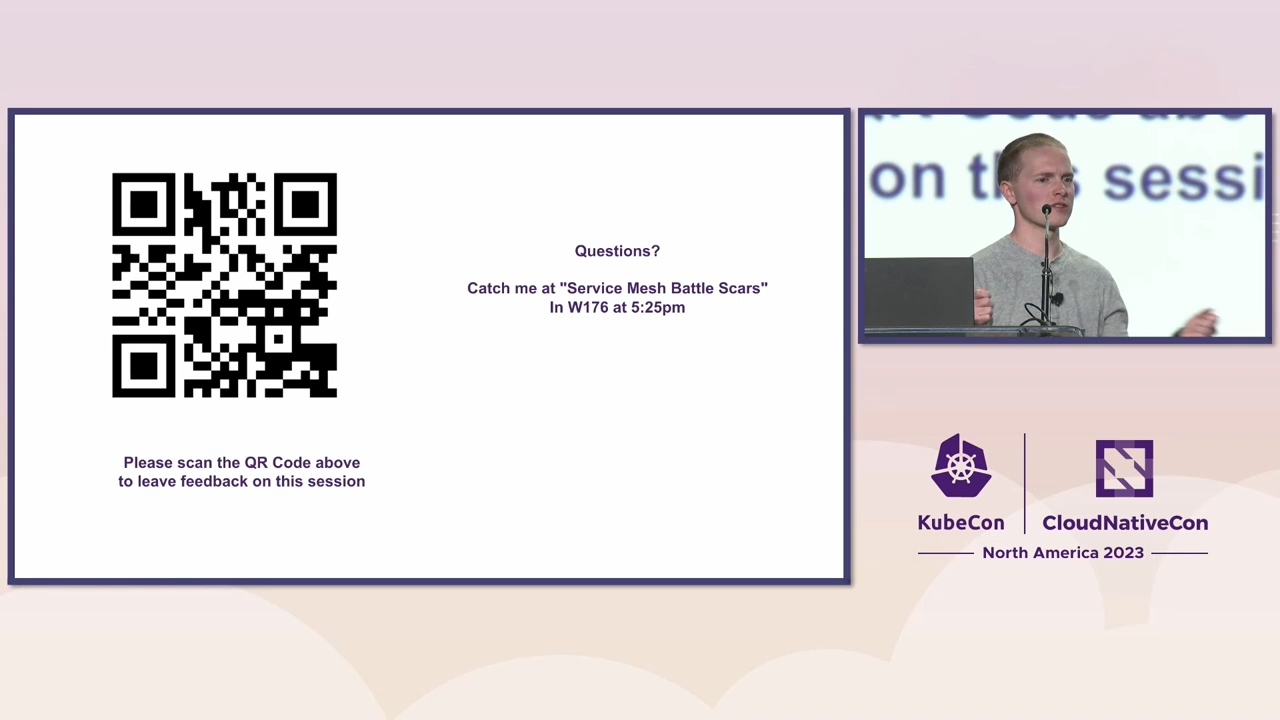 Questions?
Catch me at "Service Mesh Battle Scars"
In W176 at 5:25pm
Please scan the QR Code above
to leave feedback on this session
on th
sessi
KubeCon
CloudNativeCon
North America 2023